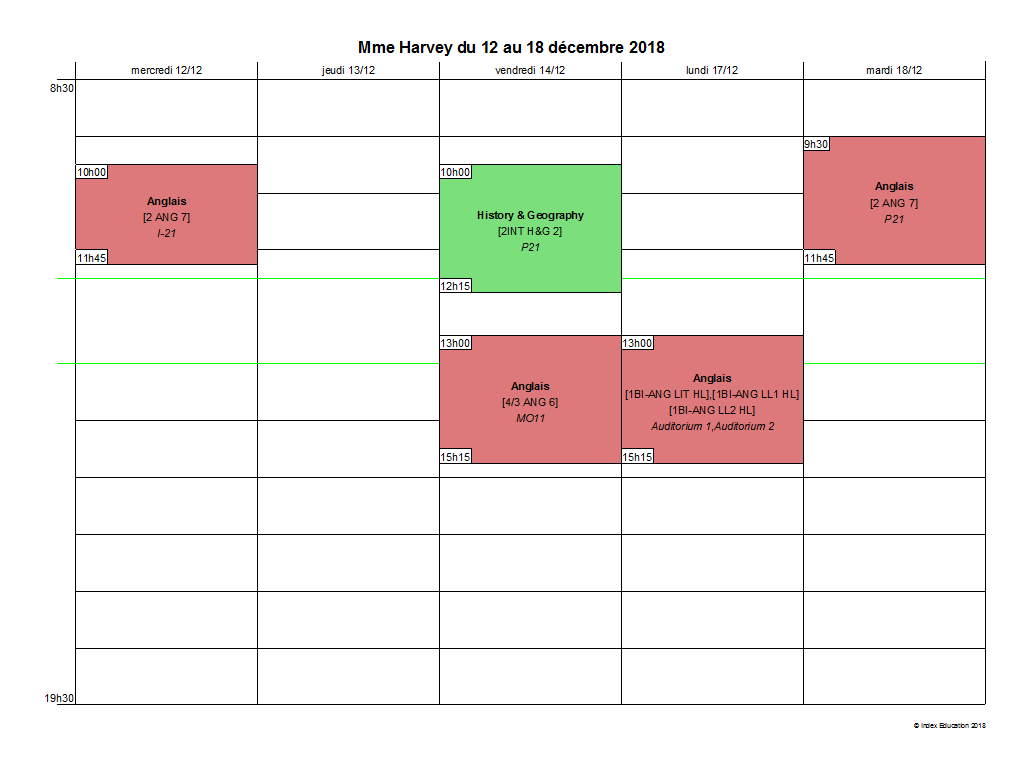 Mme Harvey du 12 au 18 décembre 2018
mercredi 12/12
jeudi 13/12
vendredi 14/12
lundi 17/12
mardi 18/12
8h30
10h00
Anglais
[2 ANG 7]
I-21
11h45
10h00
History & Geography
[2INT H&G 2]
P21
12h15
13h00
Anglais
[4/3 ANG 6]
MO11
15h15
13h00
Anglais
[1BI-ANG LIT HL],[1BI-ANG LL1 HL]
[1BI-ANG LL2 HL]
Auditorium 1,Auditorium 2
15h15
9h30
Anglais
[2 ANG 7]
P21
11h45
19h30
© Index Education 2018